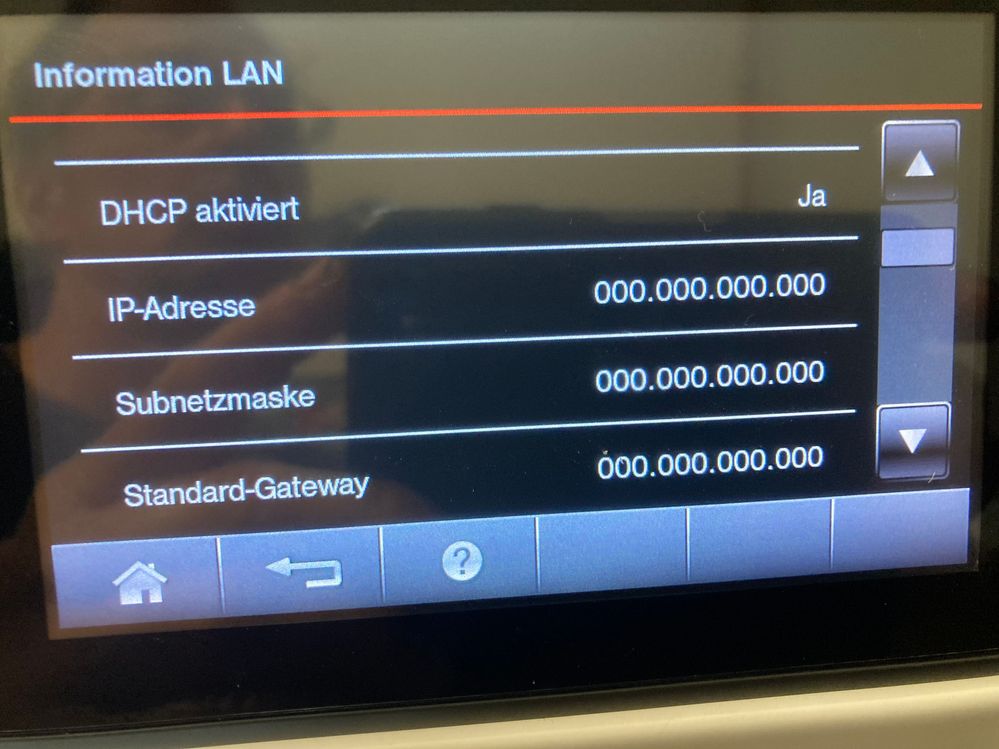 Information LAN
DHCP aktiviert Ja
IP-Adresse 000.000.000.000
Subnetzmaske 000.000.000.000
Standard-Gateway 000.000.000.000
?